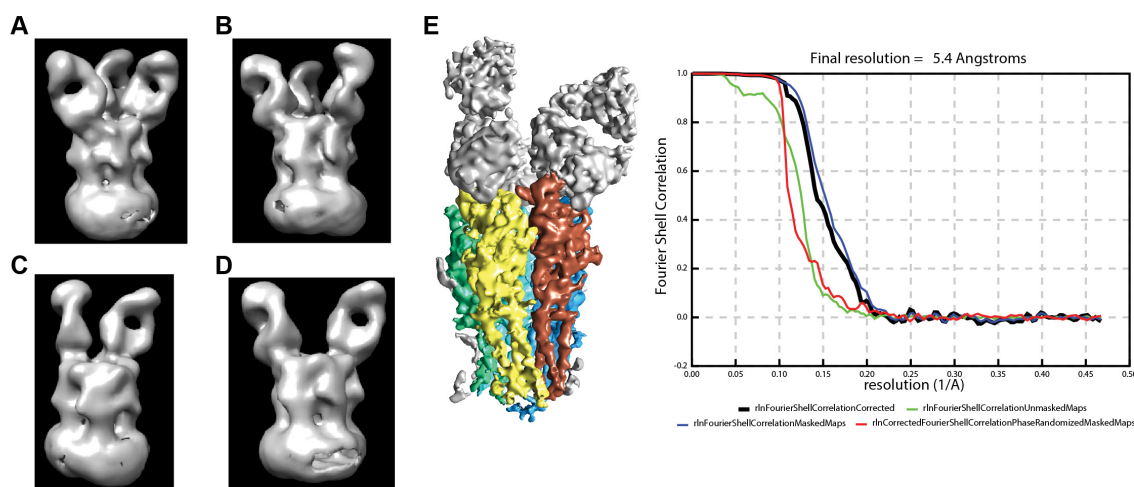 A
B
E
C
D
Final resolution = 5.4 Angstroms
Fourier Shell Correlation
1.0
0.8
0.6
0.4
0.2
0.0
-0.2
0.00
0.05
0.10
0.15
0.20
0.25
0.30
0.35
0.40
0.45
0.50
resolution (1/A)
rlnFourierShellCorrelationCorrected
rlnFourierShellCorrelationUnmaskedMaps
rlnFourierShellCorrelationMaskedMaps
rlnCorrectedFourierShellCorrelationPhaseRandomizedMaskedMaps